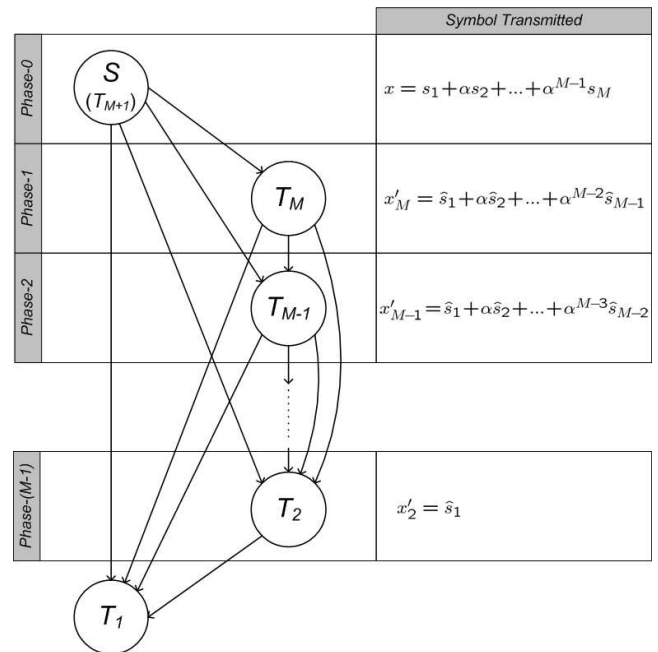 Symbol Transmitted
Phase-0
S
(T_{M+1})
x = s_1 + αs_2 + ... + α^{M-1}s_M
Phase-1
T_M
x'_M = ŝ_1 + αŝ_2 + ... + α^{M-2}ŝ_{M-1}
Phase-2
T_{M-1}
x'_{M-1} = ŝ_1 + αŝ_2 + ... + α^{M-3}ŝ_{M-2}
Phase-(M-1)
T_2
x'_2 = ŝ_1
T_1